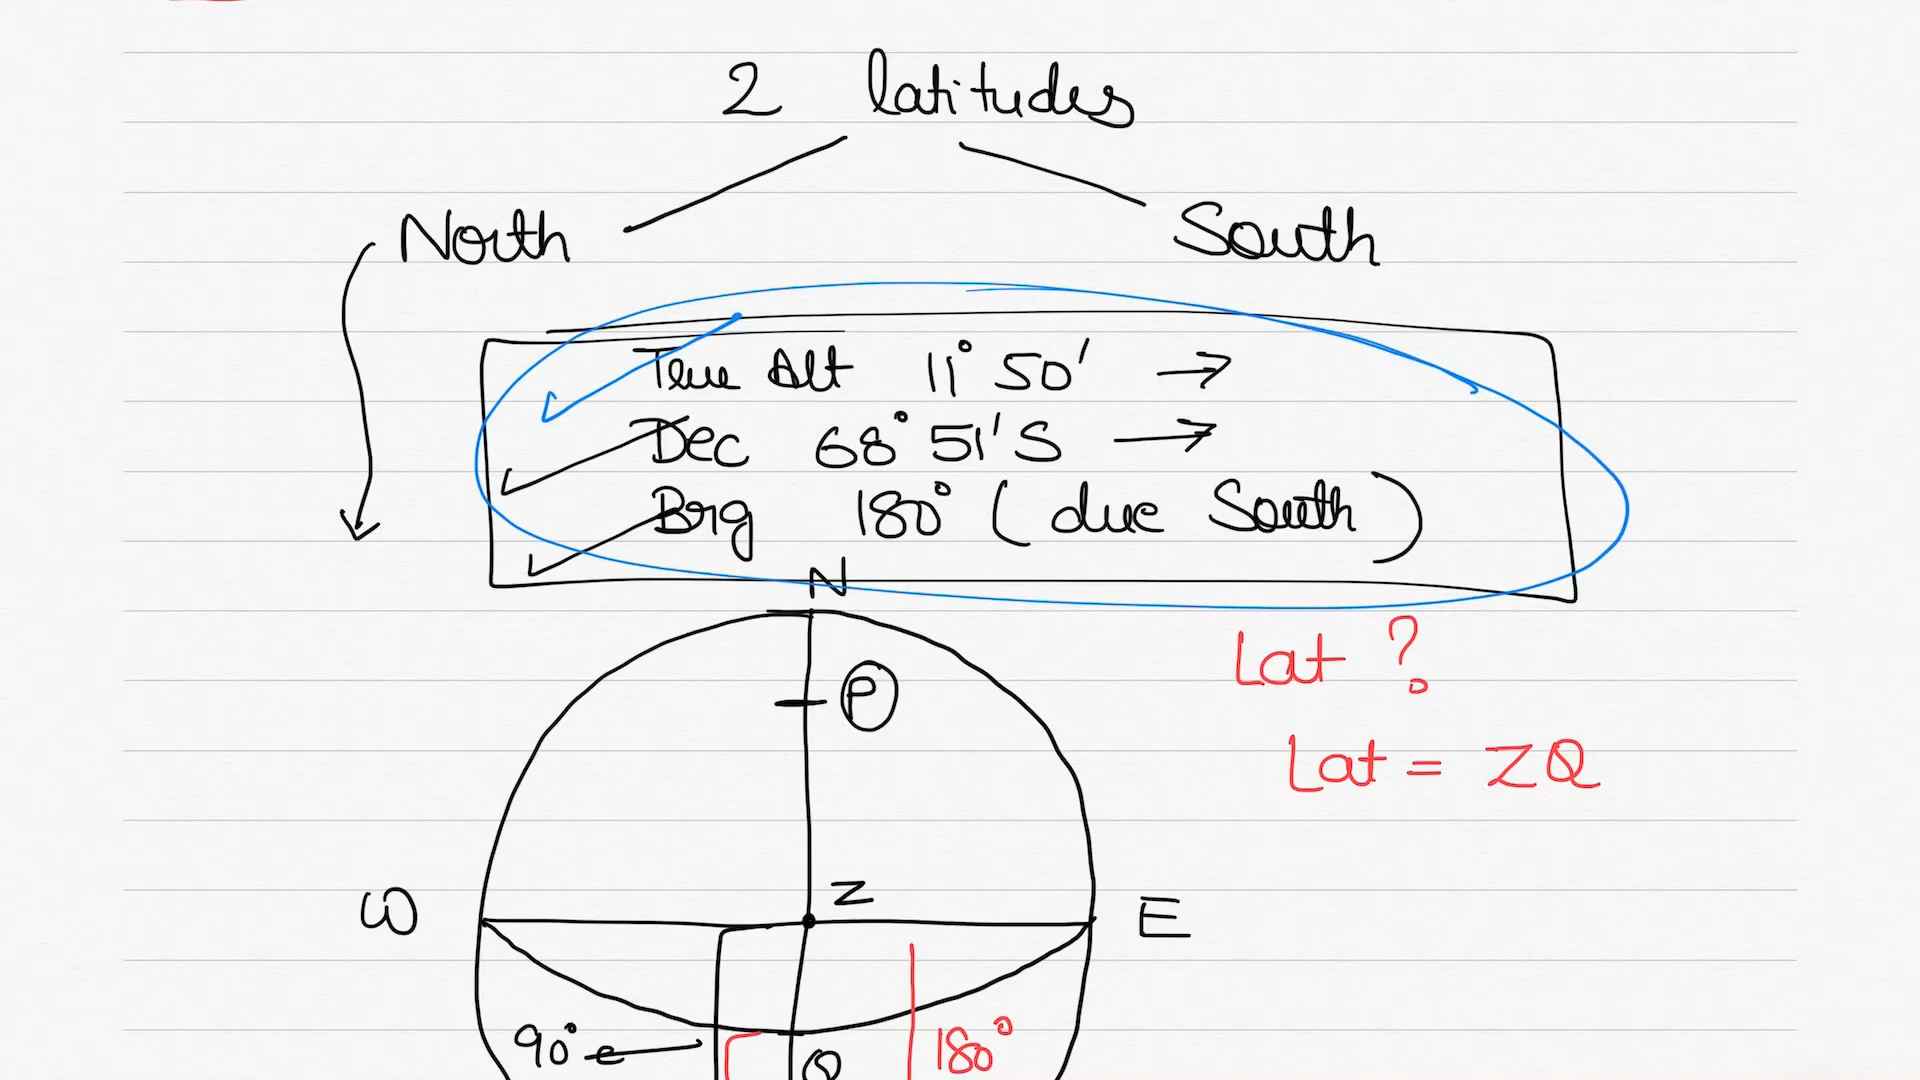 2 latitudes
North South
True Alt 11° 50' →
Dec 68° 51' S →
Brg 180° (due South)
N
P
Lat ?
Lat = ZQ
Z
W E
90° 180°
Q